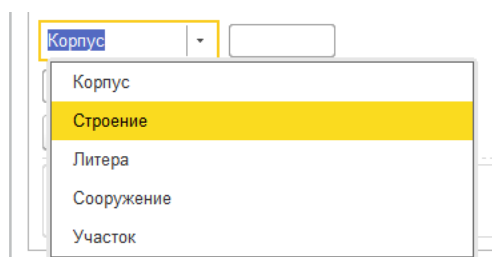 Корпус
Корпус
Строение
Литера
Сооружение
Участок